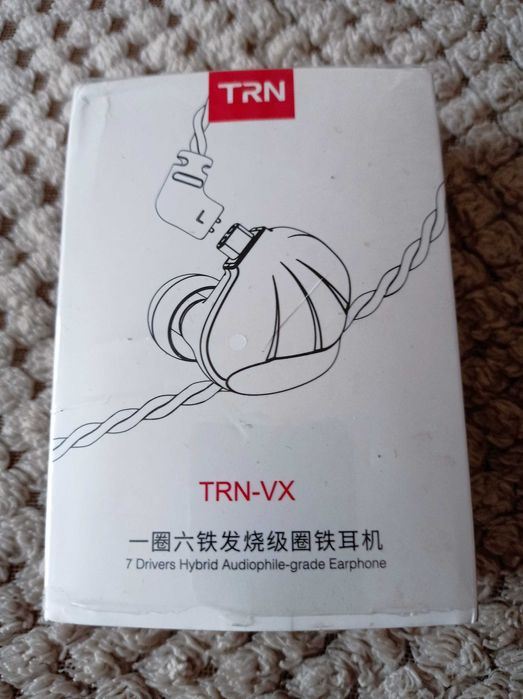 TRN
L
TRN-VX
一圈六铁发烧级圈铁耳机
7 Drivers Hybrid Audiophile-grade Earphone